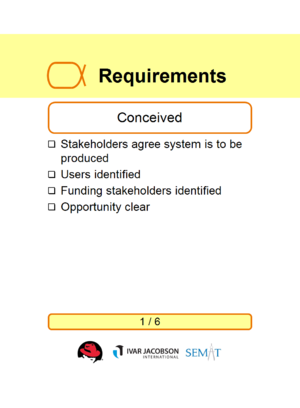 Requirements
Conceived
❑ Stakeholders agree system is to be
produced
❑ Users identified
❑ Funding stakeholders identified
❑ Opportunity clear
1 / 6
IVAR JACOBSON
INTERNATIONAL
SEMAT